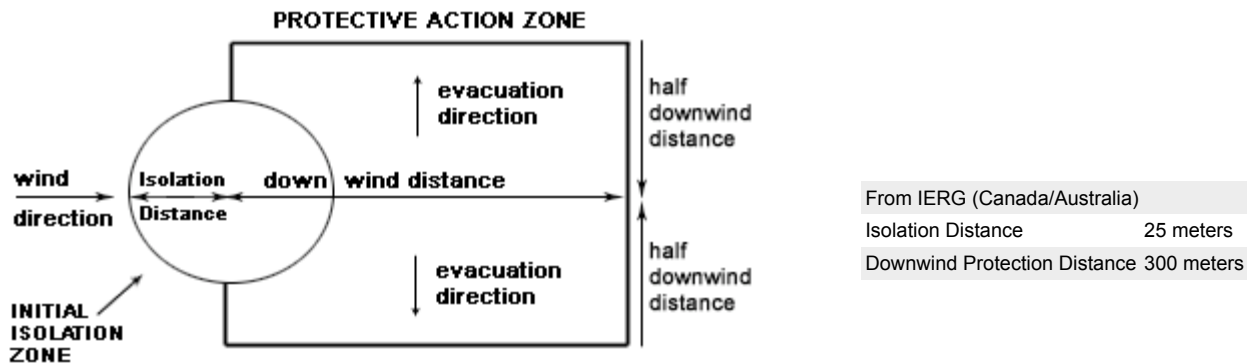 PROTECTIVE ACTION ZONE
evacuation
direction
half
downwind
distance
wind
direction
Isolation
Distance
down wind distance
evacuation
direction
half
downwind
distance
INITIAL
ISOLATION
ZONE
From IERG (Canada/Australia)
Isolation Distance 25 meters
Downwind Protection Distance 300 meters